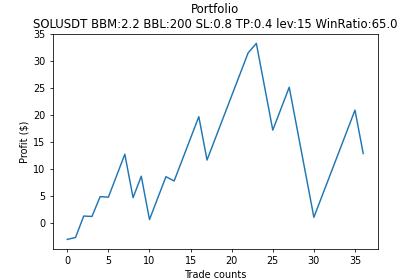 Portfolio
SOLUSDT BBM:2.2 BBL:200 SL:0.8 TP:0.4 lev:15 WinRatio:65.0
Profit ($)
35
30
25
20
15
10
5
0
0 5 10 15 20 25 30 35
Trade counts